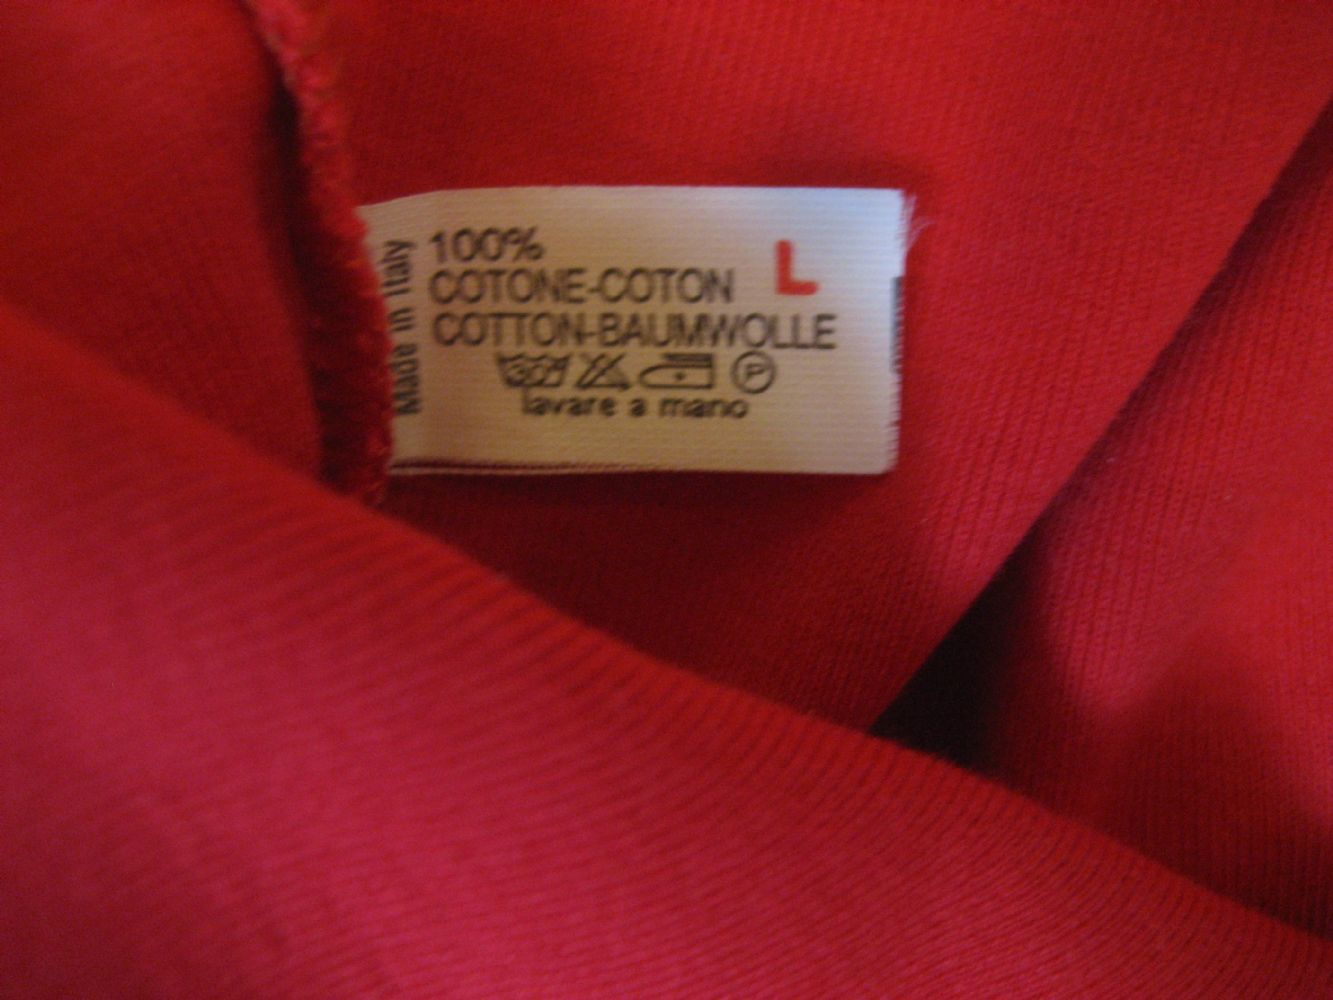 Made in Italy
100%
L
COTONE-COTON
COTTON-BAUMWOLLE
30 P
lavare a mano